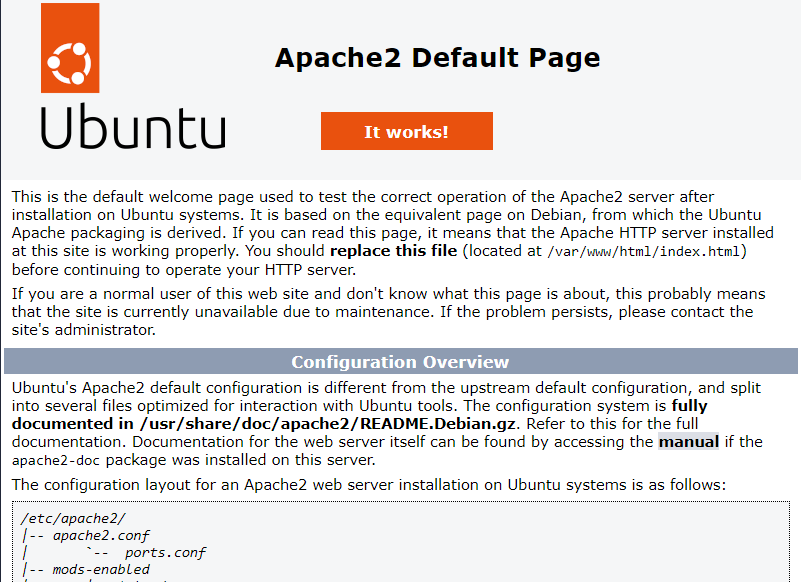 Apache2 Default Page
Ubuntu
It works!
This is the default welcome page used to test the correct operation of the Apache2 server after
installation on Ubuntu systems. It is based on the equivalent page on Debian, from which the Ubuntu
Apache packaging is derived. If you can read this page, it means that the Apache HTTP server installed
at this site is working properly. You should replace this file (located at /var/www/html/index.html)
before continuing to operate your HTTP server.
If you are a normal user of this web site and don't know what this page is about, this probably means
that the site is currently unavailable due to maintenance. If the problem persists, please contact the
site's administrator.
Configuration Overview
Ubuntu's Apache2 default configuration is different from the upstream default configuration, and split
into several files optimized for interaction with Ubuntu tools. The configuration system is fully
documented in /usr/share/doc/apache2/README.Debian.gz. Refer to this for the full
documentation. Documentation for the web server itself can be found by accessing the manual if the
apache2-doc package was installed on this server.
The configuration layout for an Apache2 web server installation on Ubuntu systems is as follows:
/etc/apache2/
|-- apache2.conf
|       `--  ports.conf
|-- mods-enabled